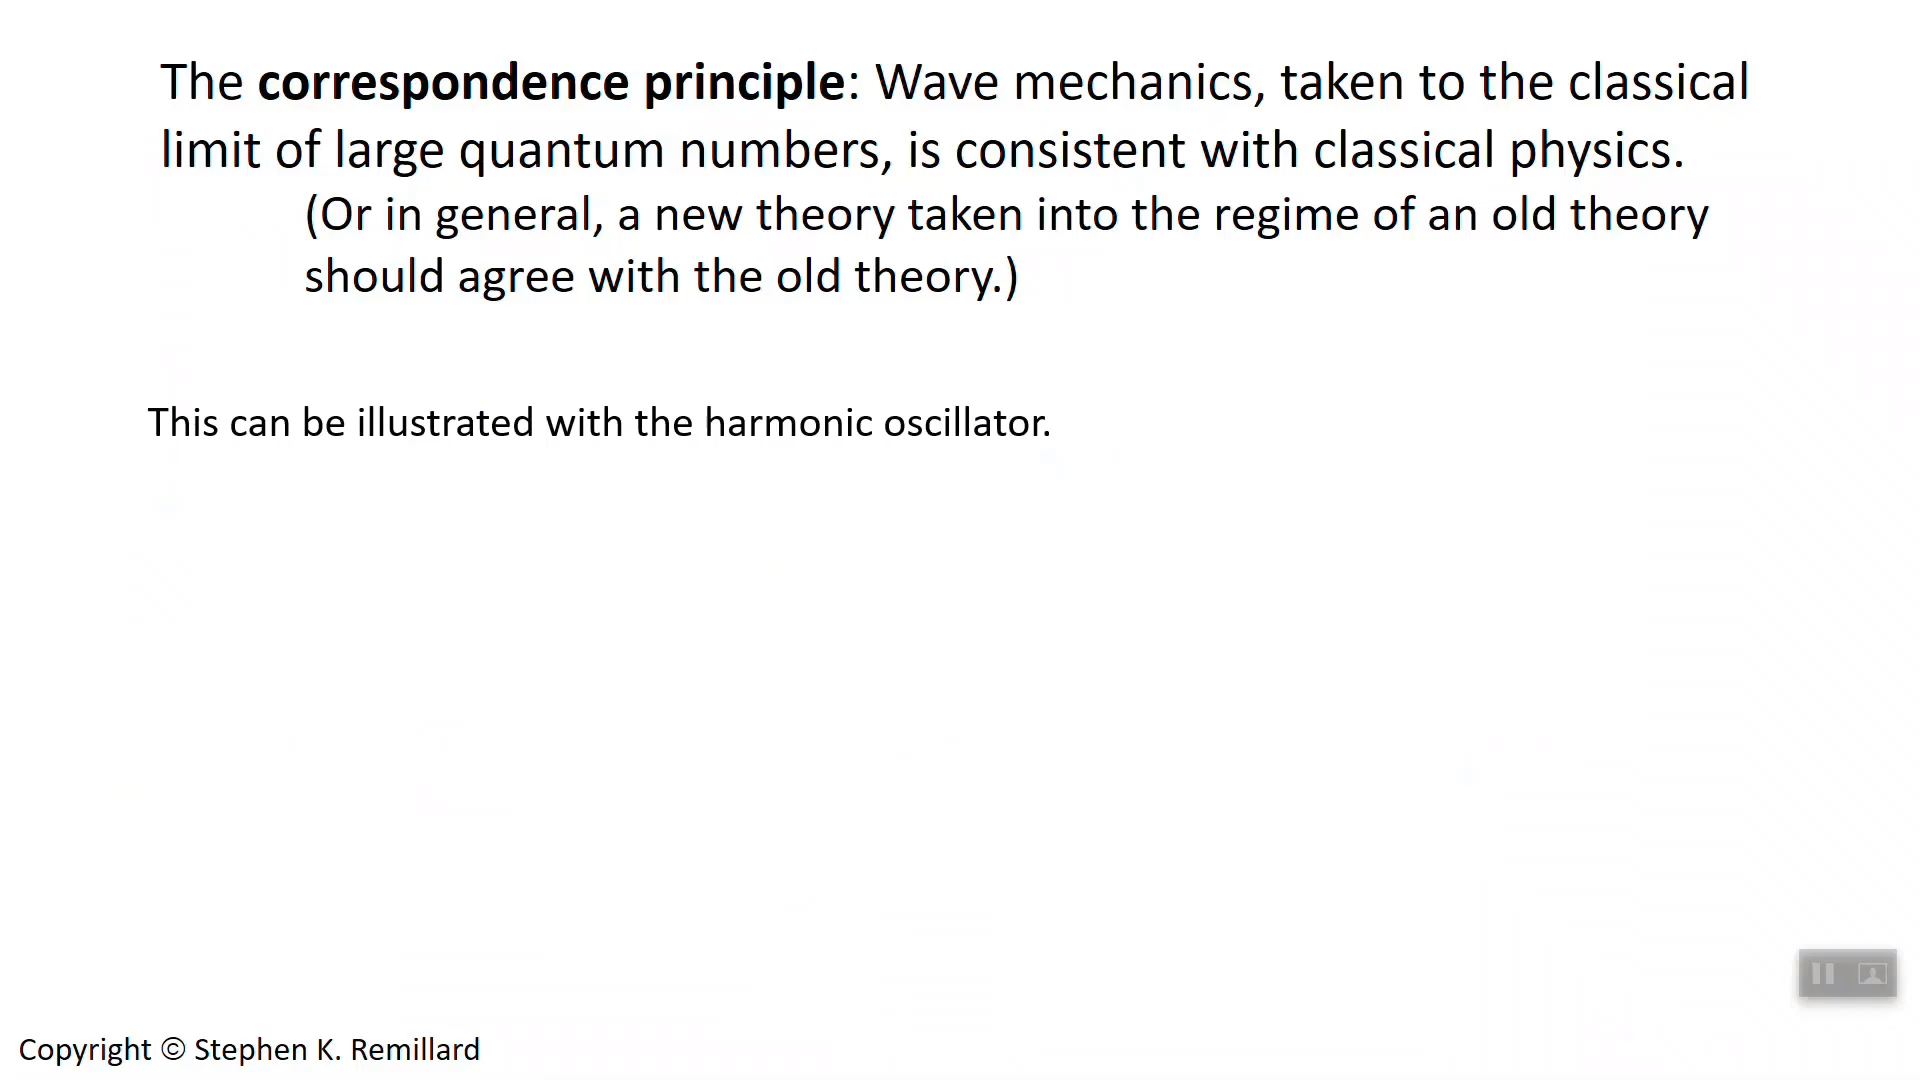 The correspondence principle: Wave mechanics, taken to the classical
limit of large quantum numbers, is consistent with classical physics.
(Or in general, a new theory taken into the regime of an old theory
should agree with the old theory.)
This can be illustrated with the harmonic oscillator.
Copyright © Stephen K. Remillard